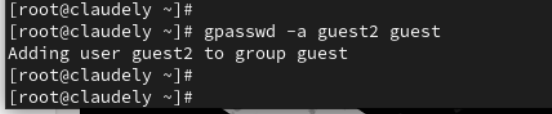 [root@claudely ~]#
[root@claudely ~]# gpasswd -a guest2 guest
Adding user guest2 to group guest
[root@claudely ~]#
[root@claudely ~]#